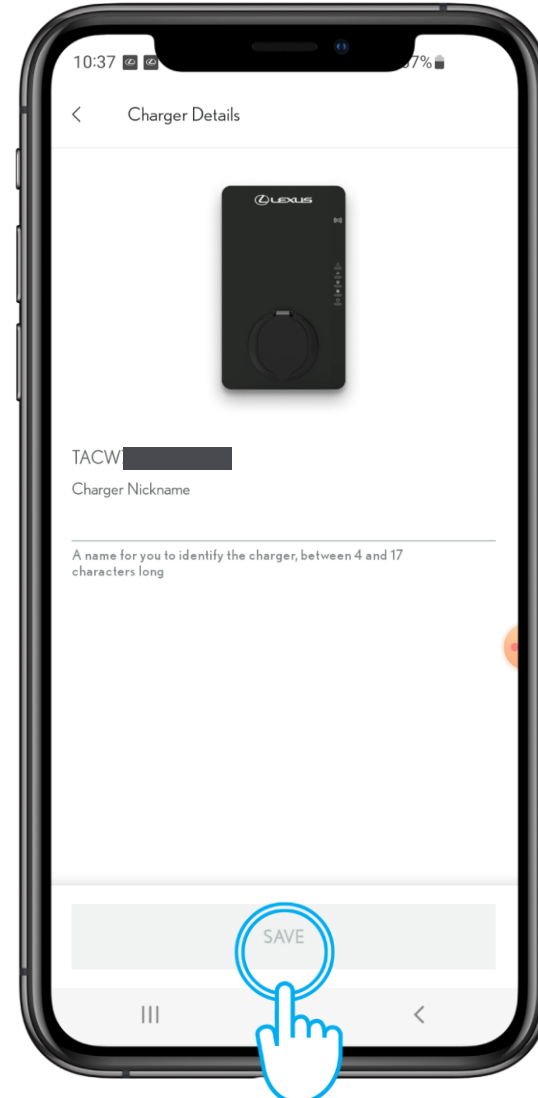 10:37
7%
Charger Details
LEXUS
TACW
Charger Nickname
A name for you to identify the charger, between 4 and 17
characters long
SAVE